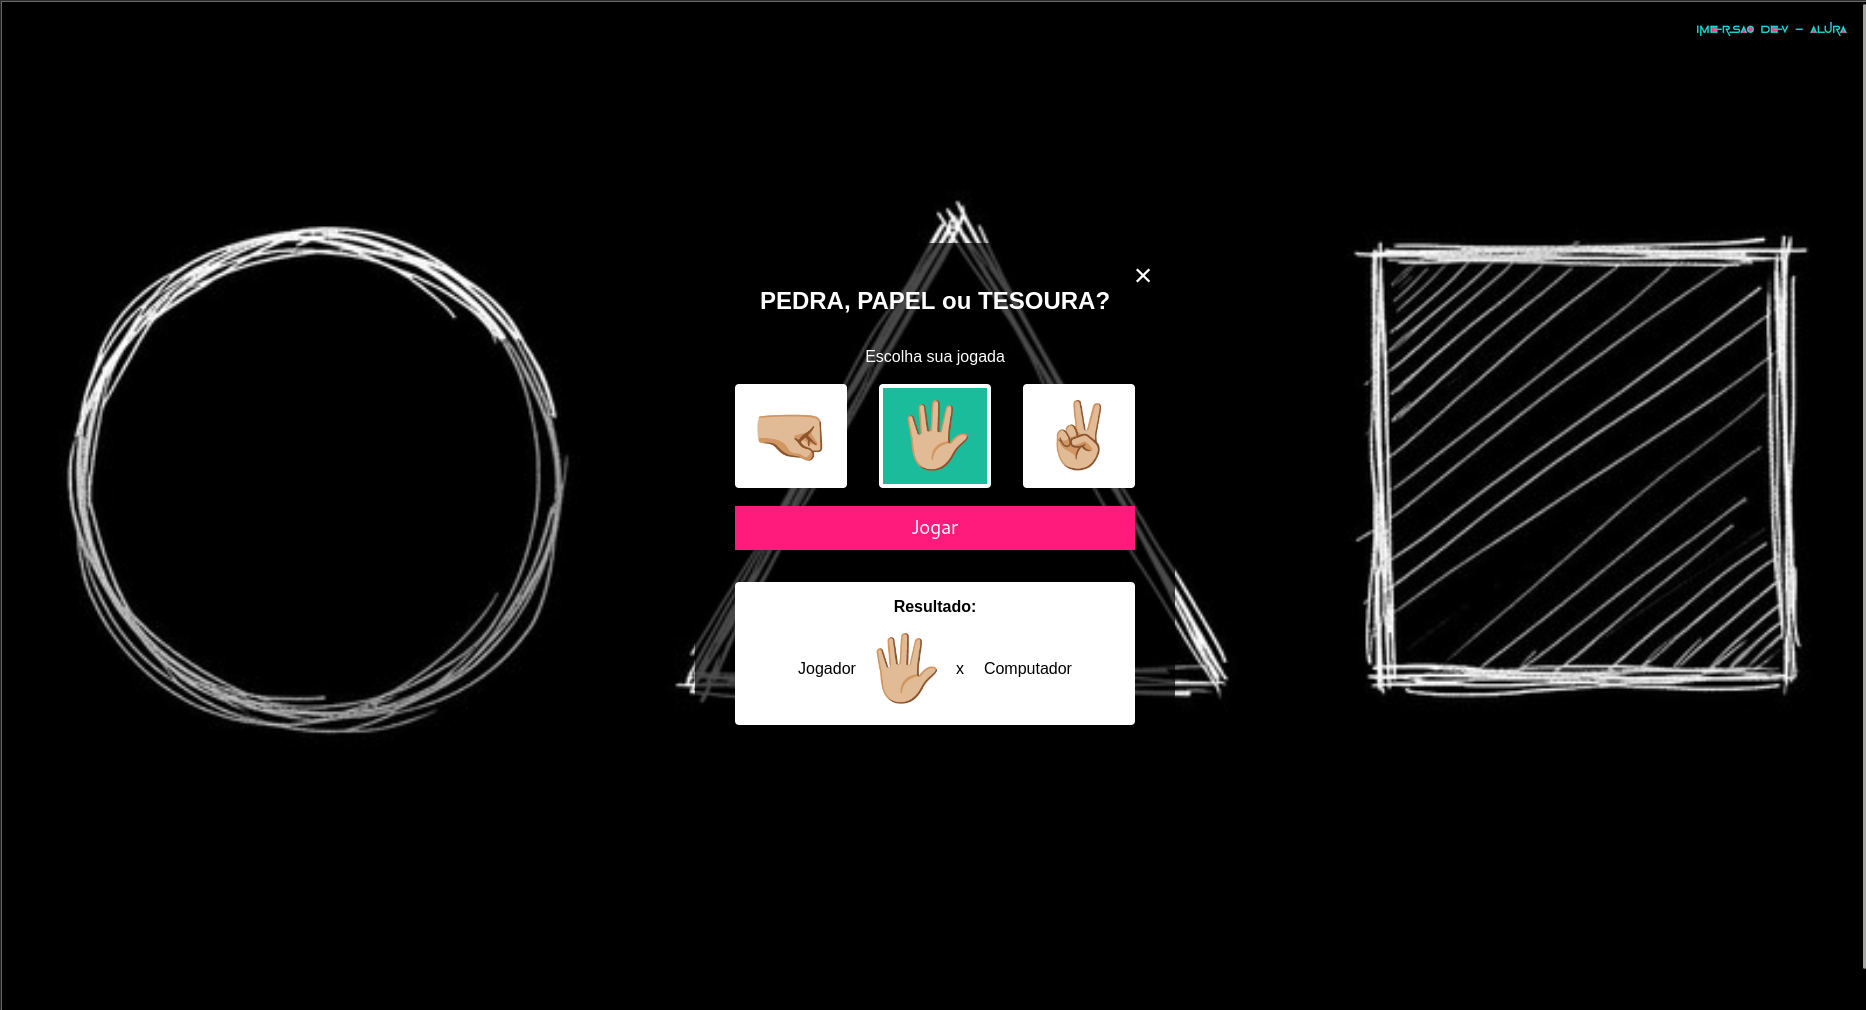 IMERSAO DEV - ALURA
×
PEDRA, PAPEL ou TESOURA?
Escolha sua jogada
Jogar
Resultado:
Jogador x Computador